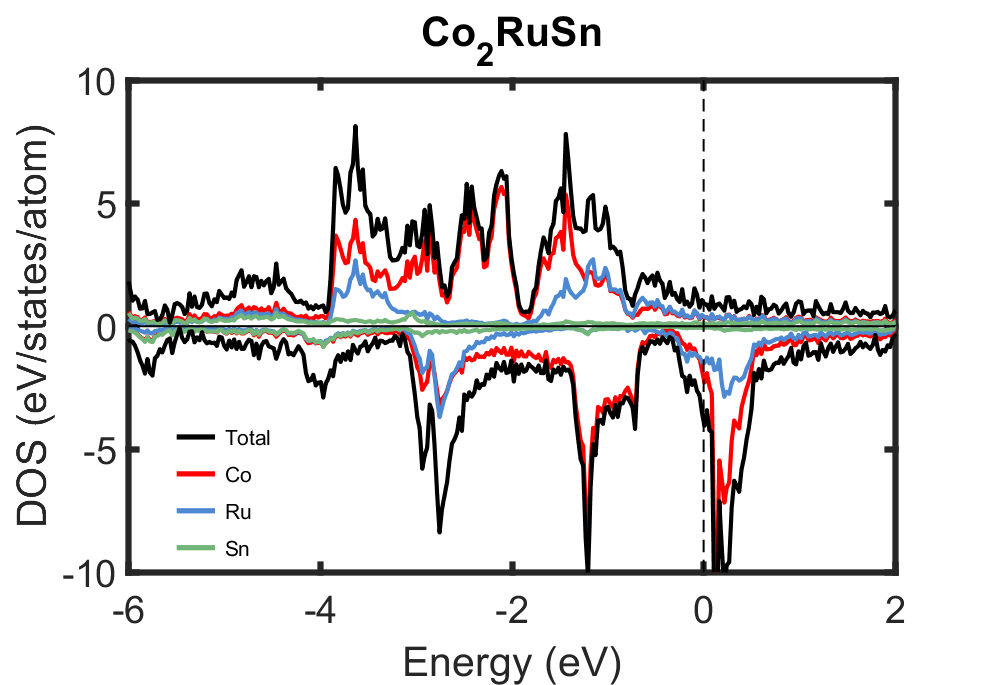 Co₂RuSn
10
5
0
-5
-10
DOS (eV/states/atom)
Total
Co
Ru
Sn
-6 -4 -2 0 2
Energy (eV)